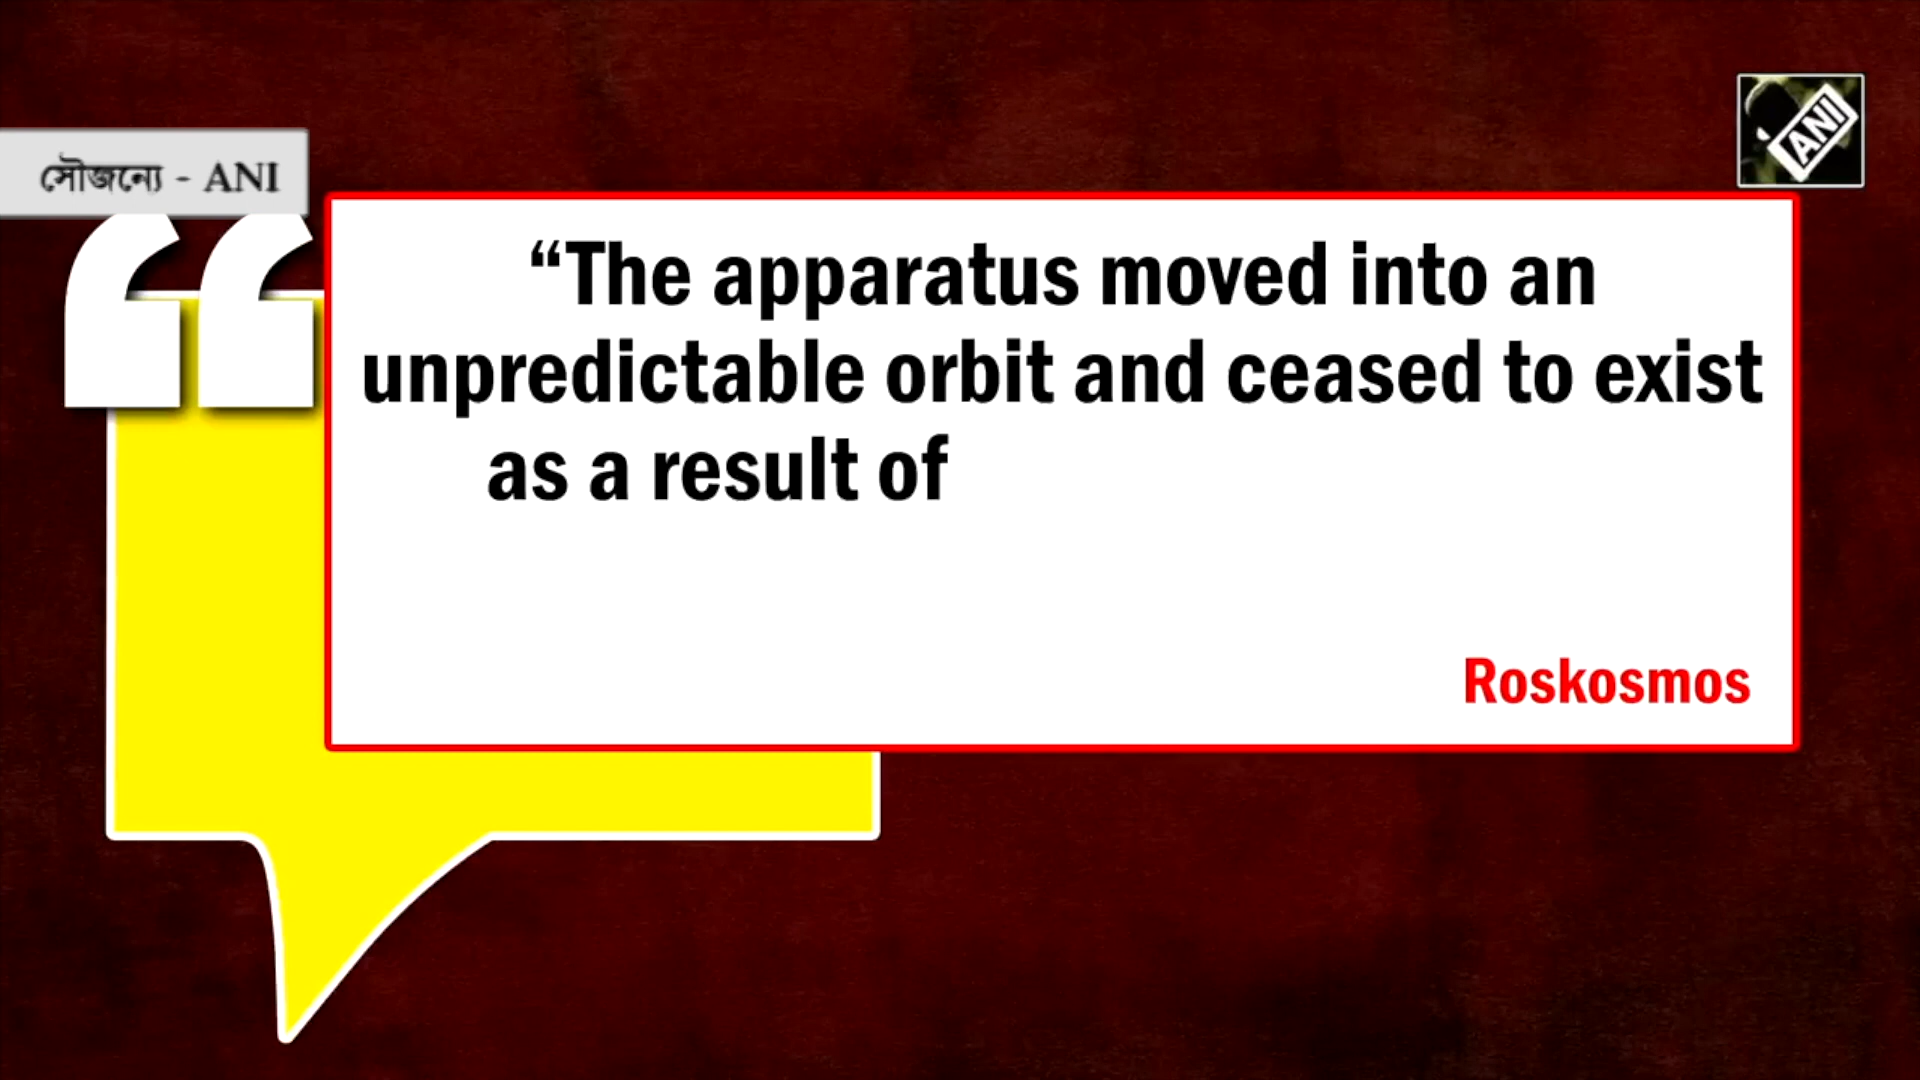 ANI
সৌজন্যে - ANI
“The apparatus moved into an
unpredictable orbit and ceased to exist
as a result of
Roskosmos